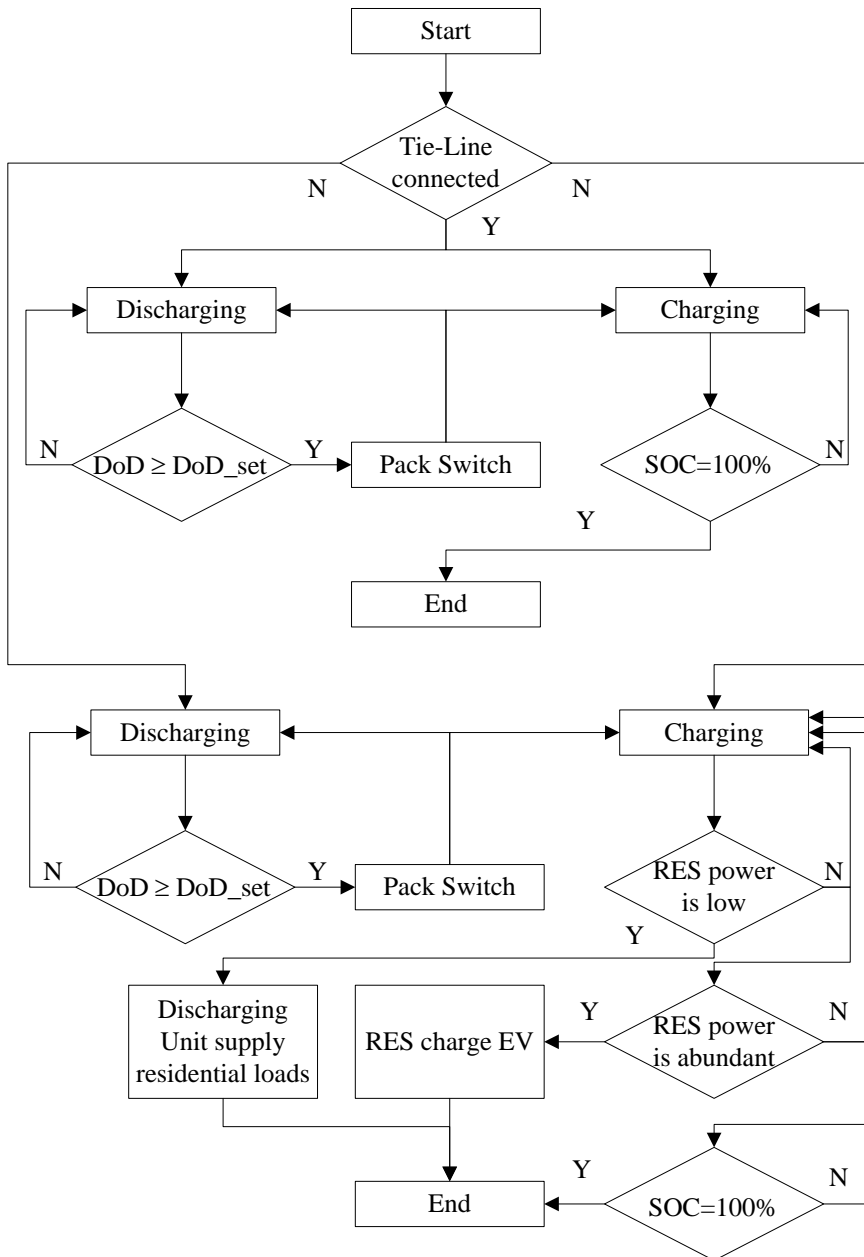 Start
Tie-Line
connected
N
N
Y
Discharging
Charging
N
DoD ≥ DoD_set
Y
Pack Switch
SOC=100%
N
Y
End
Discharging
Charging
N
DoD ≥ DoD_set
Y
Pack Switch
RES power
is low
N
Y
Discharging
Unit supply
residential loads
RES charge EV
Y
RES power
is abundant
N
End
Y
SOC=100%
N